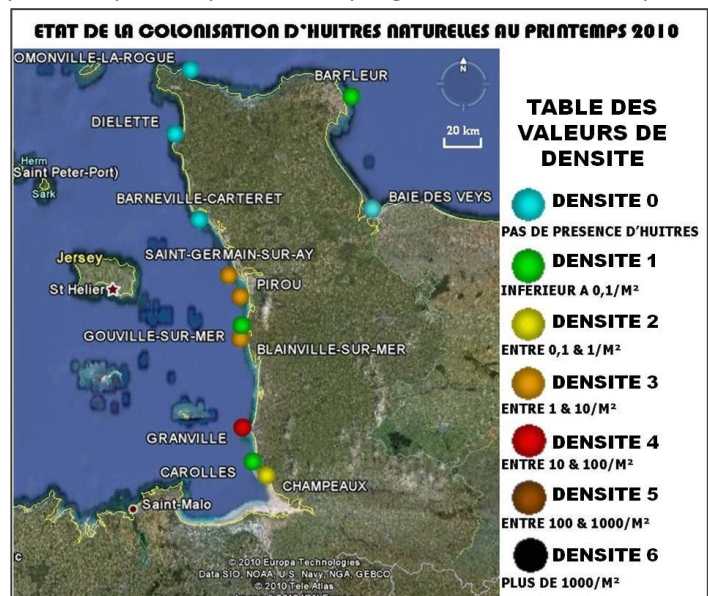 ETAT DE LA COLONISATION D'HUITRES NATURELLES AU PRINTEMPS 2010
OMONVILLE-LA-ROGUE
BARFLEUR
N
DIELETTE
20 km
Herm
Saint Peter-Port)
Sark
BARNEVILLE-CARTERET
BAIE DES VEYS
SAINT-GERMAIN-SUR-AY
Jersey
PIROU
St Helier
GOUVILLE-SUR-MER
BLAINVILLE-SUR-MER
GRANVILLE
CAROLLES
CHAMPEAUX
Saint-Malo
© 2010 Europa Technologies
Data SIO, NOAA, U.S. Navy, NGA, GEBCO
© 2010 Tele Atlas
TABLE DES
VALEURS DE
DENSITE
DENSITE 0
PAS DE PRESENCE D'HUITRES
DENSITE 1
INFERIEUR A 0,1/M²
DENSITE 2
ENTRE 0,1 & 1/M²
DENSITE 3
ENTRE 1 & 10/M²
DENSITE 4
ENTRE 10 & 100/M²
DENSITE 5
ENTRE 100 & 1000/M²
DENSITE 6
PLUS DE 1000/M²